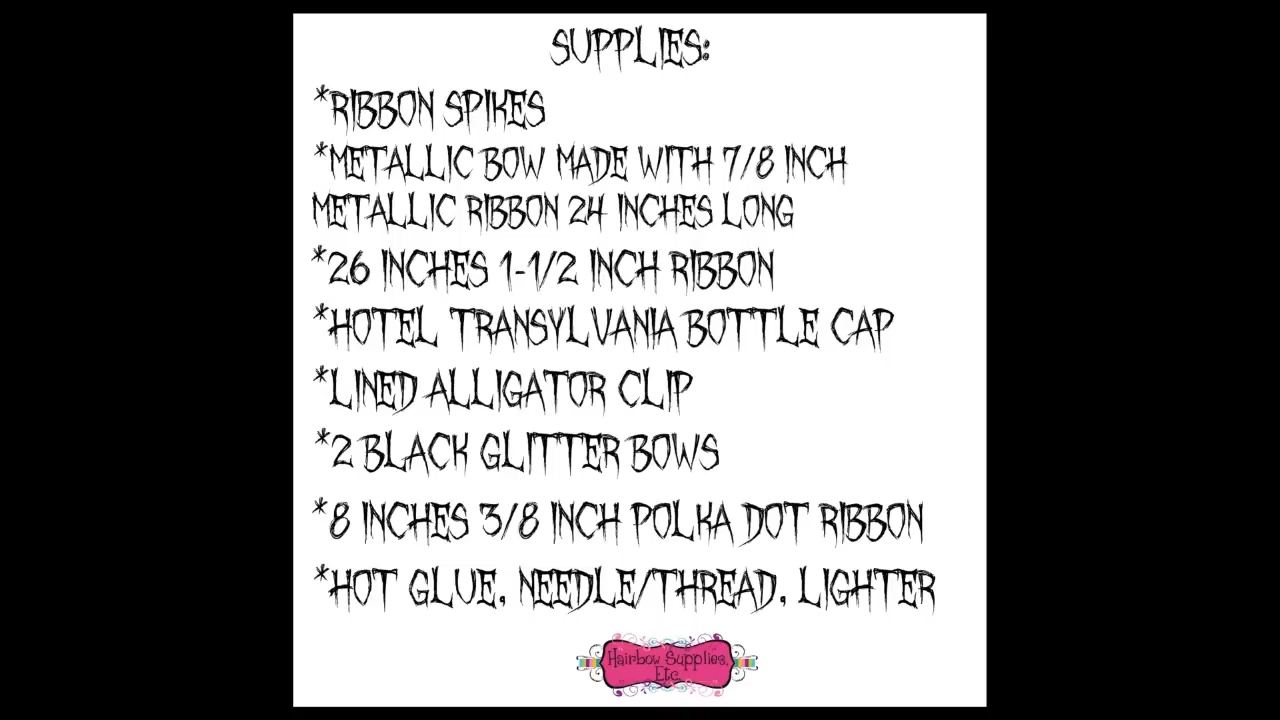 SUPPLIES:
*RIBBON SPIKES
*METALLIC BOW MADE WITH 7/8 INCH
METALLIC RIBBON 24 INCHES LONG
*26 INCHES 1-1/2 INCH RIBBON
*HOTEL TRANSYLVANIA BOTTLE CAP
*LINED ALLIGATOR CLIP
*2 BLACK GLITTER BOWS
*8 INCHES 3/8 INCH POLKA DOT RIBBON
*HOT GLUE, NEEDLE/THREAD, LIGHTER
Hairbow Supplies,
Etc.